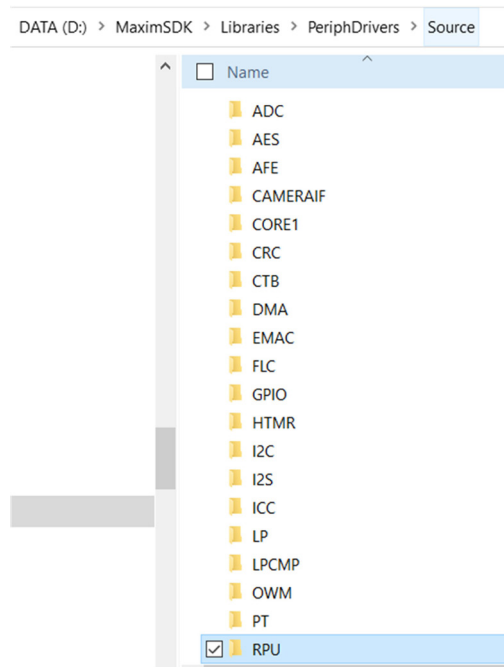 DATA (D:) > MaximSDK > Libraries > PeriphDrivers > Source
Name
ADC
AES
AFE
CAMERAIF
CORE1
CRC
CTB
DMA
EMAC
FLC
GPIO
HTMR
I2C
I2S
ICC
LP
LPCMP
OWM
PT
RPU